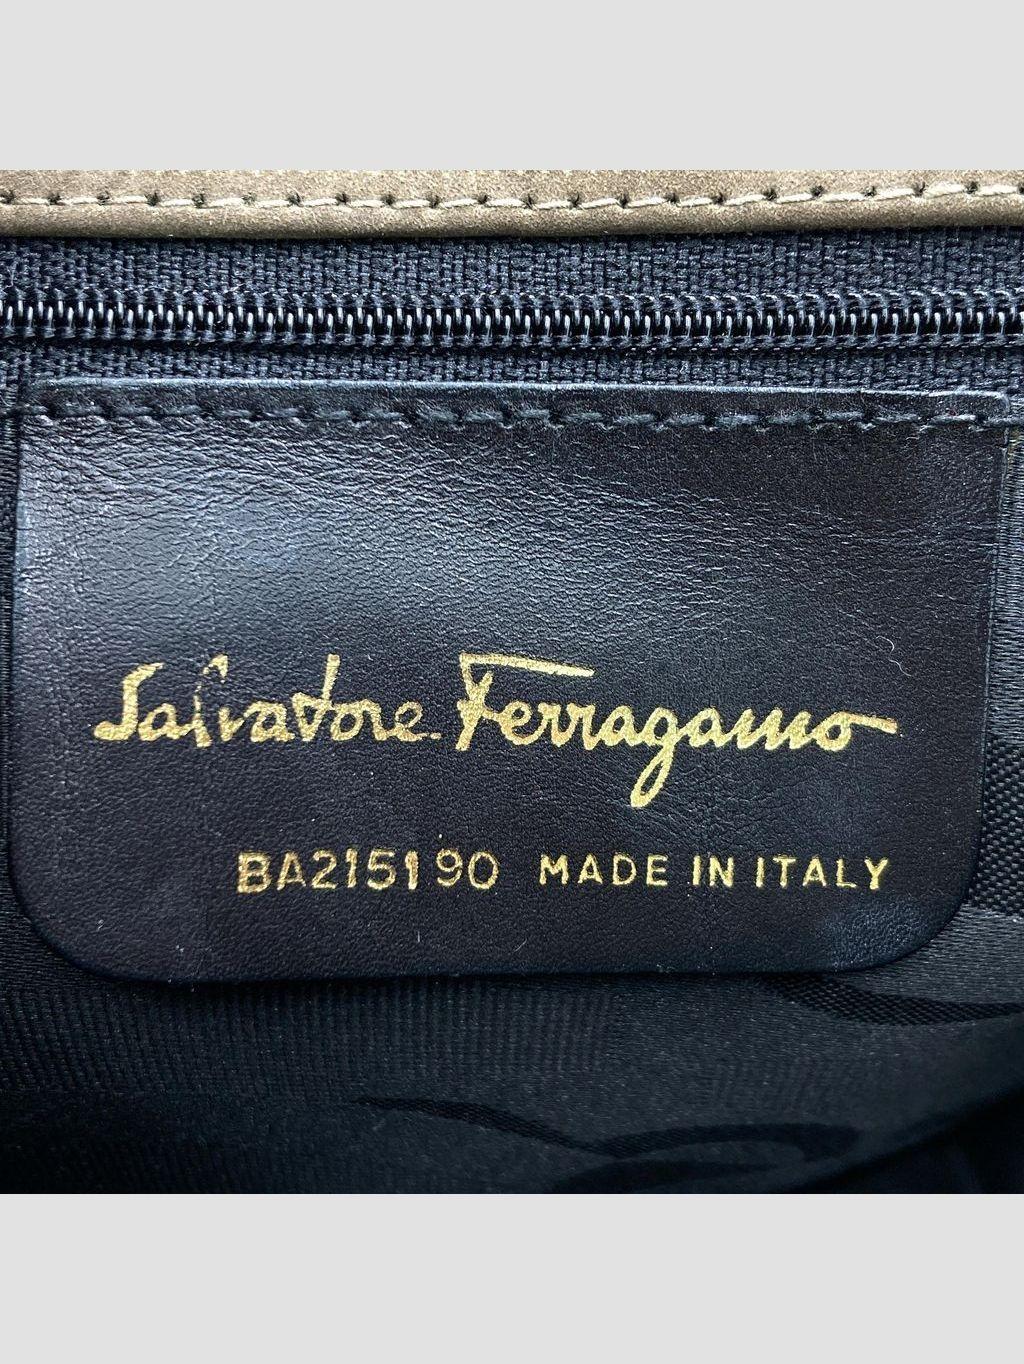 Salvatore Ferragamo
BA215190 MADE IN ITALY